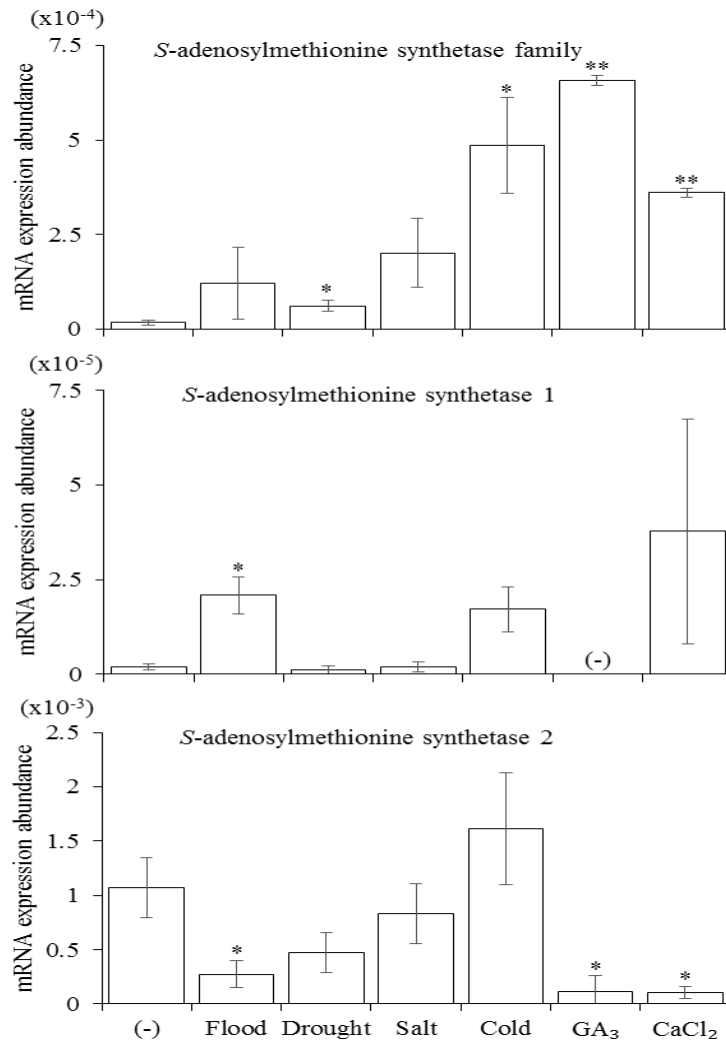 (x10⁻⁴)
S-adenosylmethionine synthetase family
mRNA expression abundance
7.5
5
2.5
0
*
*
**
**
(x10⁻⁵)
S-adenosylmethionine synthetase 1
mRNA expression abundance
7.5
5
2.5
0
*
(-)
(x10⁻³)
S-adenosylmethionine synthetase 2
mRNA expression abundance
2.5
2
1.5
1
0.5
0
*
*
*
(-) Flood Drought Salt Cold GA₃ CaCl₂